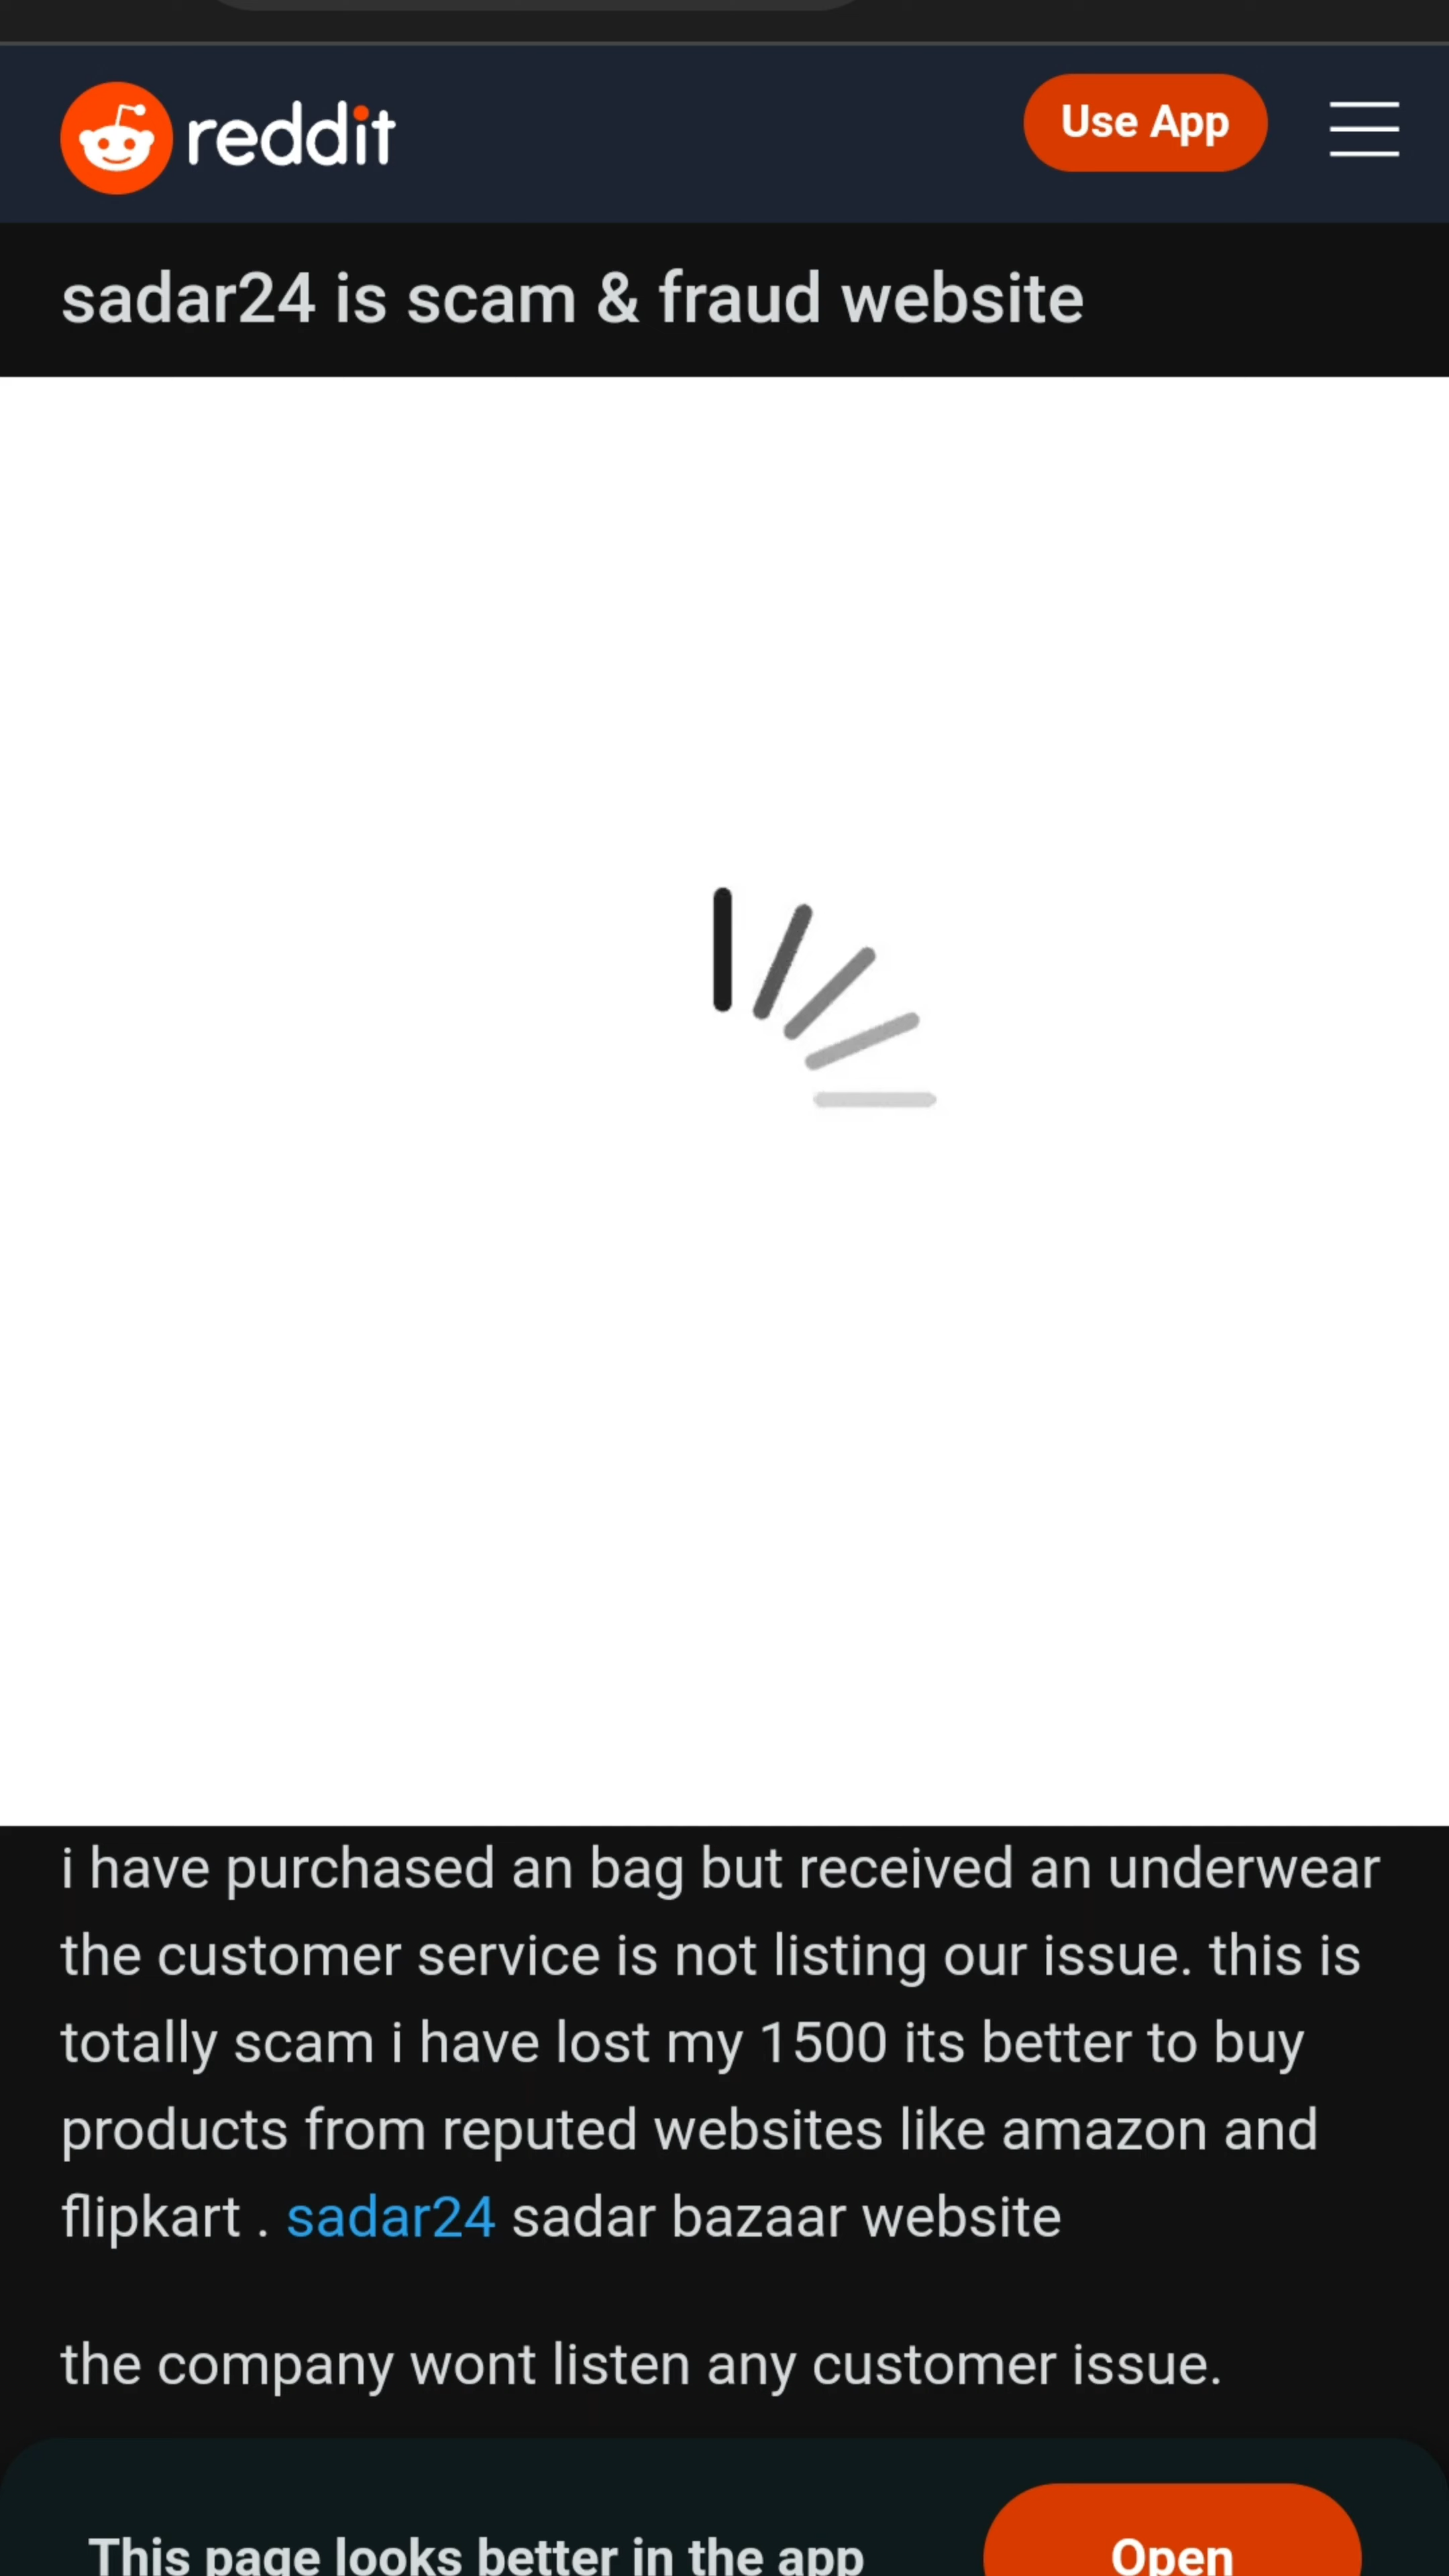 reddit
Use App
sadar24 is scam & fraud website
i have purchased an bag but received an underwear
the customer service is not listing our issue. this is
totally scam i have lost my 1500 its better to buy
products from reputed websites like amazon and
flipkart . sadar24 sadar bazaar website
the company wont listen any customer issue.
This page looks better in the app
Open